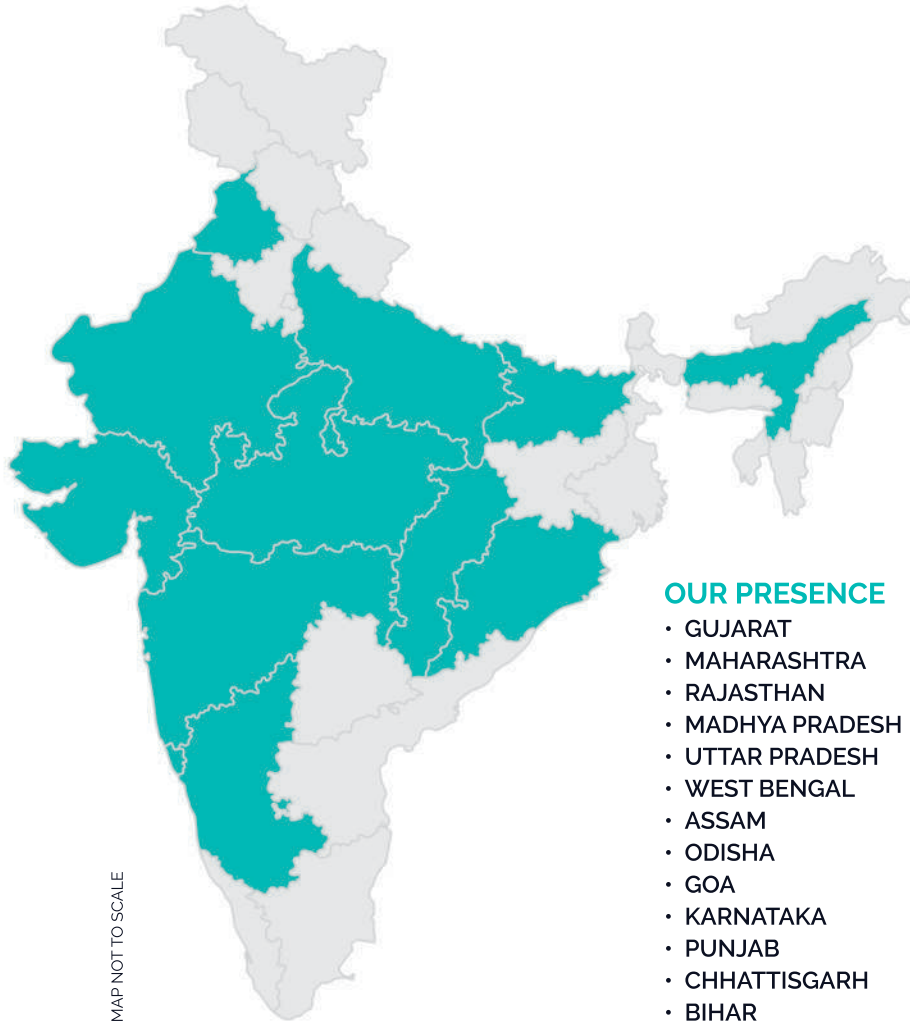 OUR PRESENCE
• GUJARAT
• MAHARASHTRA
• RAJASTHAN
• MADHYA PRADESH
• UTTAR PRADESH
• WEST BENGAL
• ASSAM
• ODISHA
• GOA
• KARNATAKA
• PUNJAB
• CHHATTISGARH
• BIHAR
MAP NOT TO SCALE